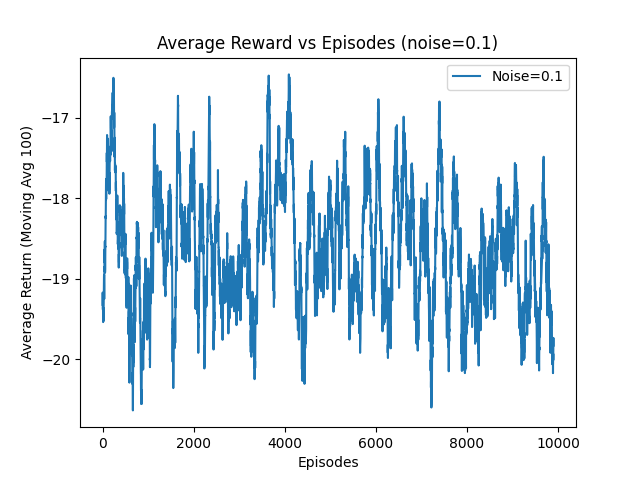 Average Reward vs Episodes (noise=0.1)
Noise=0.1
Average Return (Moving Avg 100)
−17
−18
−19
−20
0
2000
4000
6000
8000
10000
Episodes